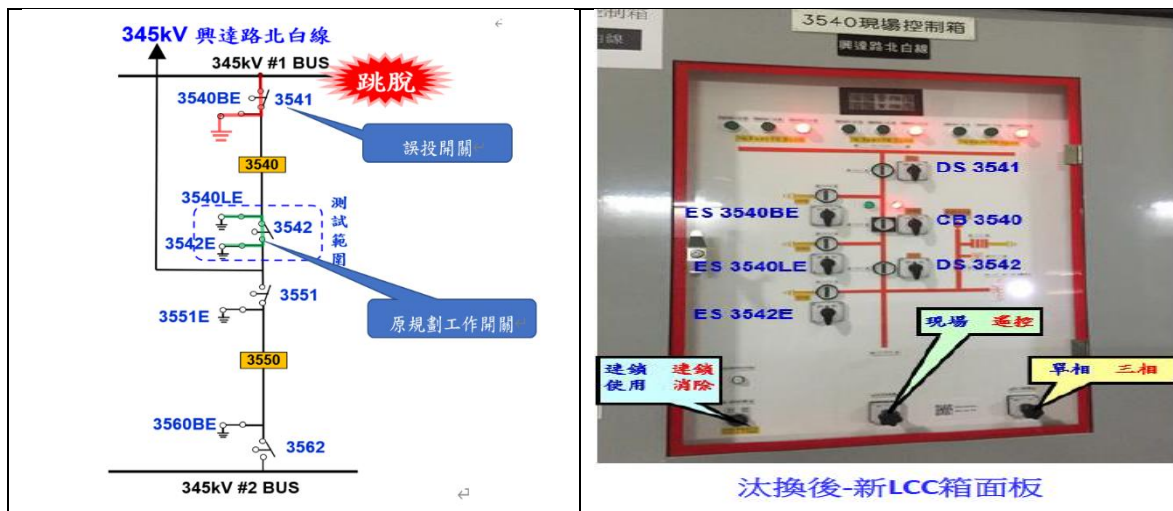 345kV 興達路北白線
345kV #1 BUS
跳脫
3540BE
3541
誤投開關
3540
3540LE
3542
測試範圍
3542E
3551
3551E
原規劃工作開關
3550
3560BE
3562
345kV #2 BUS
3540現場控制箱
興達路北白線
DS 3541
ES 3540BE
CB 3540
ES 3540LE
DS 3542
ES 3542E
現場 遙控
連鎖 連鎖
使用 消除
單相 三相
汰換後-新LCC箱面板